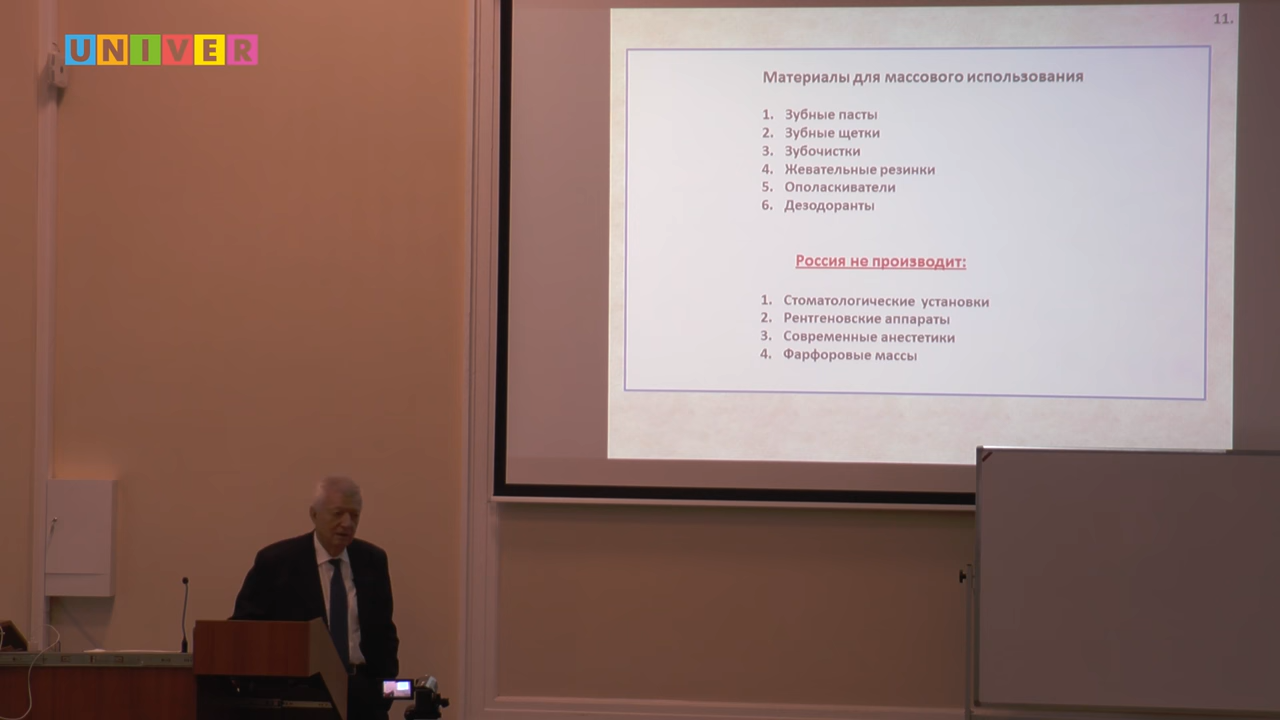 UNIVER
11.
Материалы для массового использования
1. Зубные пасты
2. Зубные щетки
3. Зубочистки
4. Жевательные резинки
5. Ополаскиватели
6. Дезодоранты
Россия не производит:
1. Стоматологические установки
2. Рентгеновские аппараты
3. Современные анестетики
4. Фарфоровые массы